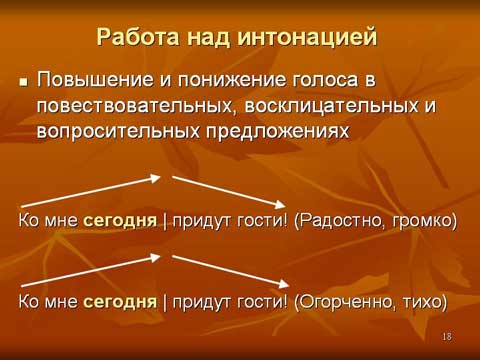 Работа над интонацией
Повышение и понижение голоса в
повествовательных, восклицательных и
вопросительных предложениях
Ко мне сегодня | придут гости! (Радостно, громко)
Ко мне сегодня | придут гости! (Огорченно, тихо)
18